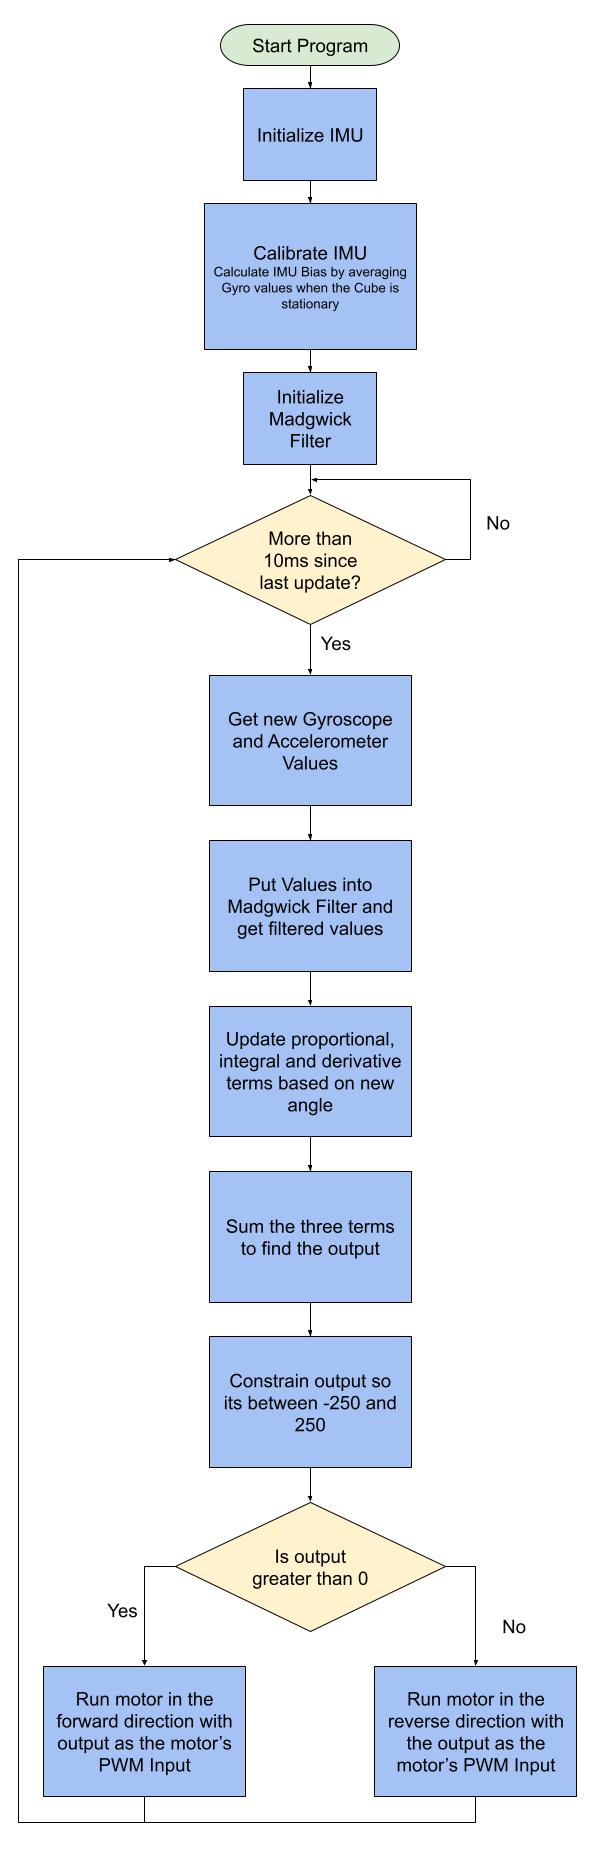 Start Program
Initialize IMU
Calibrate IMU
Calculate IMU Bias by averaging
Gyro values when the Cube is
stationary
Initialize
Madgwick
Filter
More than
10ms since
last update?
No
Yes
Get new Gyroscope
and Accelerometer
Values
Put Values into
Madgwick Filter and
get filtered values
Update proportional,
integral and derivative
terms based on new
angle
Sum the three terms
to find the output
Constrain output so
its between -250 and
250
Is output
greater than 0
Yes
No
Run motor in the
forward direction with
output as the motor's
PWM Input
Run motor in the
reverse direction with
the output as the
motor's PWM Input